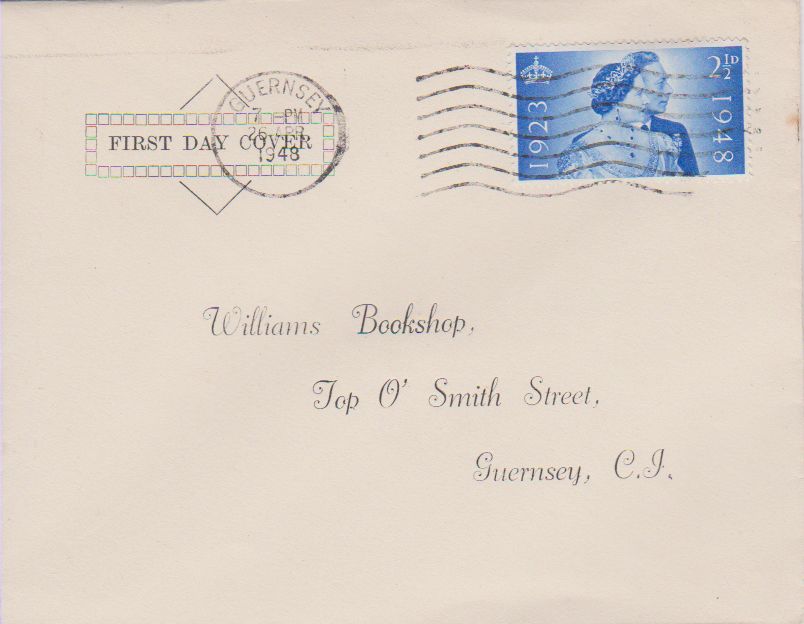 GUERNSEY
7 - PM
26 APR
1948
FIRST DAY COVER
1923
1948
2½D
Williams Bookshop,
Top O' Smith Street,
Guernsey, C.I.